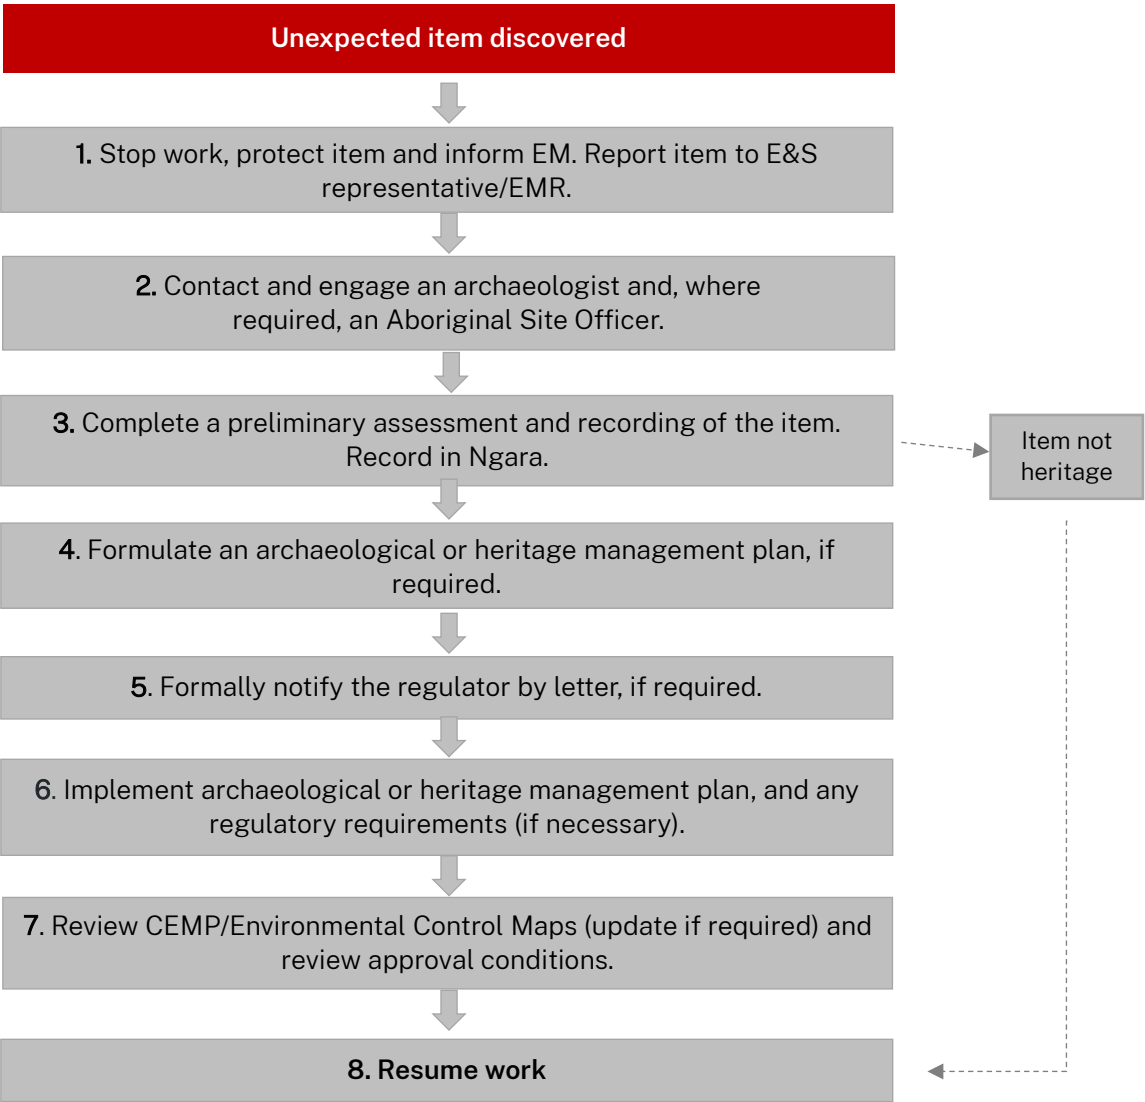 Unexpected item discovered
1. Stop work, protect item and inform EM. Report item to E&S
representative/EMR.
2. Contact and engage an archaeologist and, where
required, an Aboriginal Site Officer.
3. Complete a preliminary assessment and recording of the item.
Record in Ngara.
Item not
heritage
4. Formulate an archaeological or heritage management plan, if
required.
5. Formally notify the regulator by letter, if required.
6. Implement archaeological or heritage management plan, and any
regulatory requirements (if necessary).
7. Review CEMP/Environmental Control Maps (update if required) and
review approval conditions.
8. Resume work